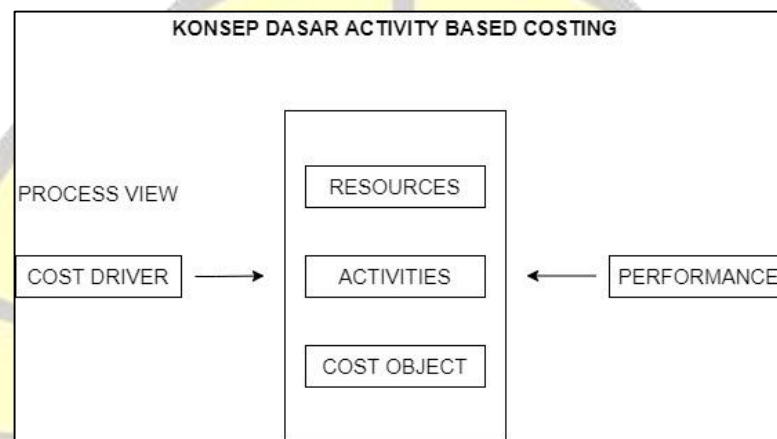 KONSEP DASAR ACTIVITY BASED COSTING
RESOURCES
PROCESS VIEW
COST DRIVER
ACTIVITIES
PERFORMANCE
COST OBJECT